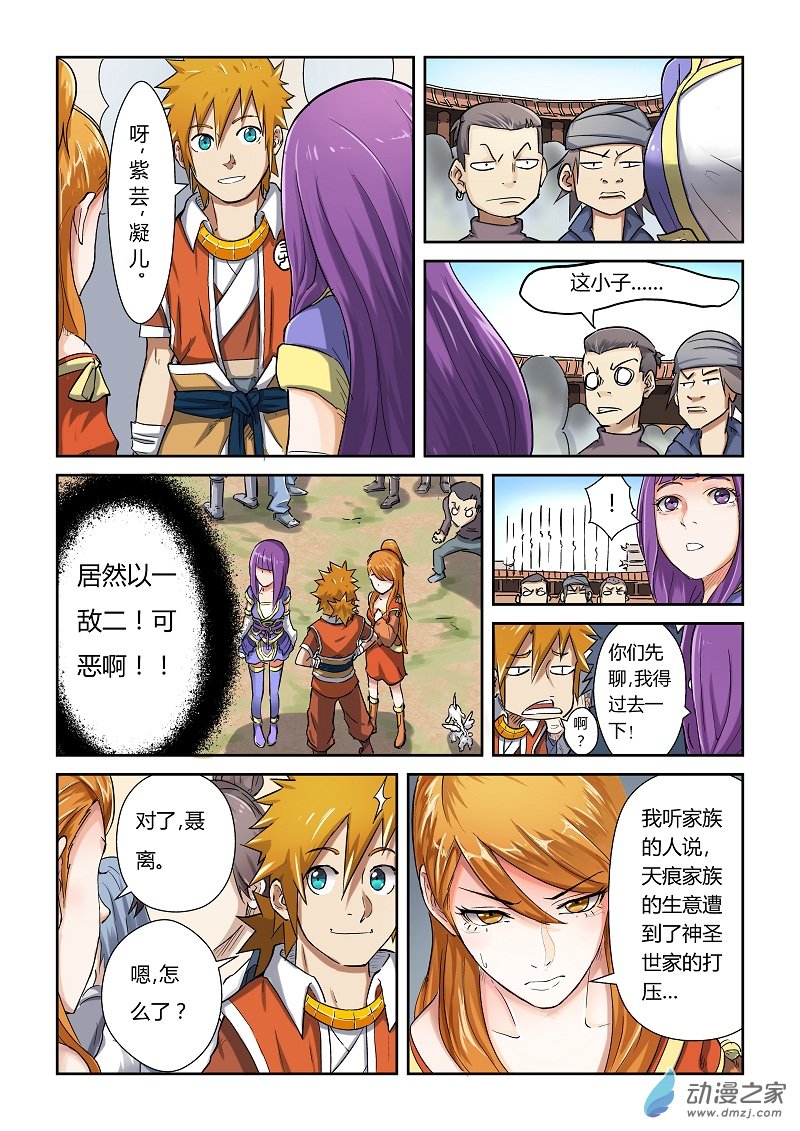 呀，紫芸，凝儿。
这小子……
居然以一
敌二！可
恶啊！！
！
你们先
聊，我得
过去一
下！
啊？
对了，聂
离。
嗯，怎
么了？
我听家族
的人说，
天痕家族
的生意遭
到了神圣
世家的打
压…
动漫之家
www.dmzj.com